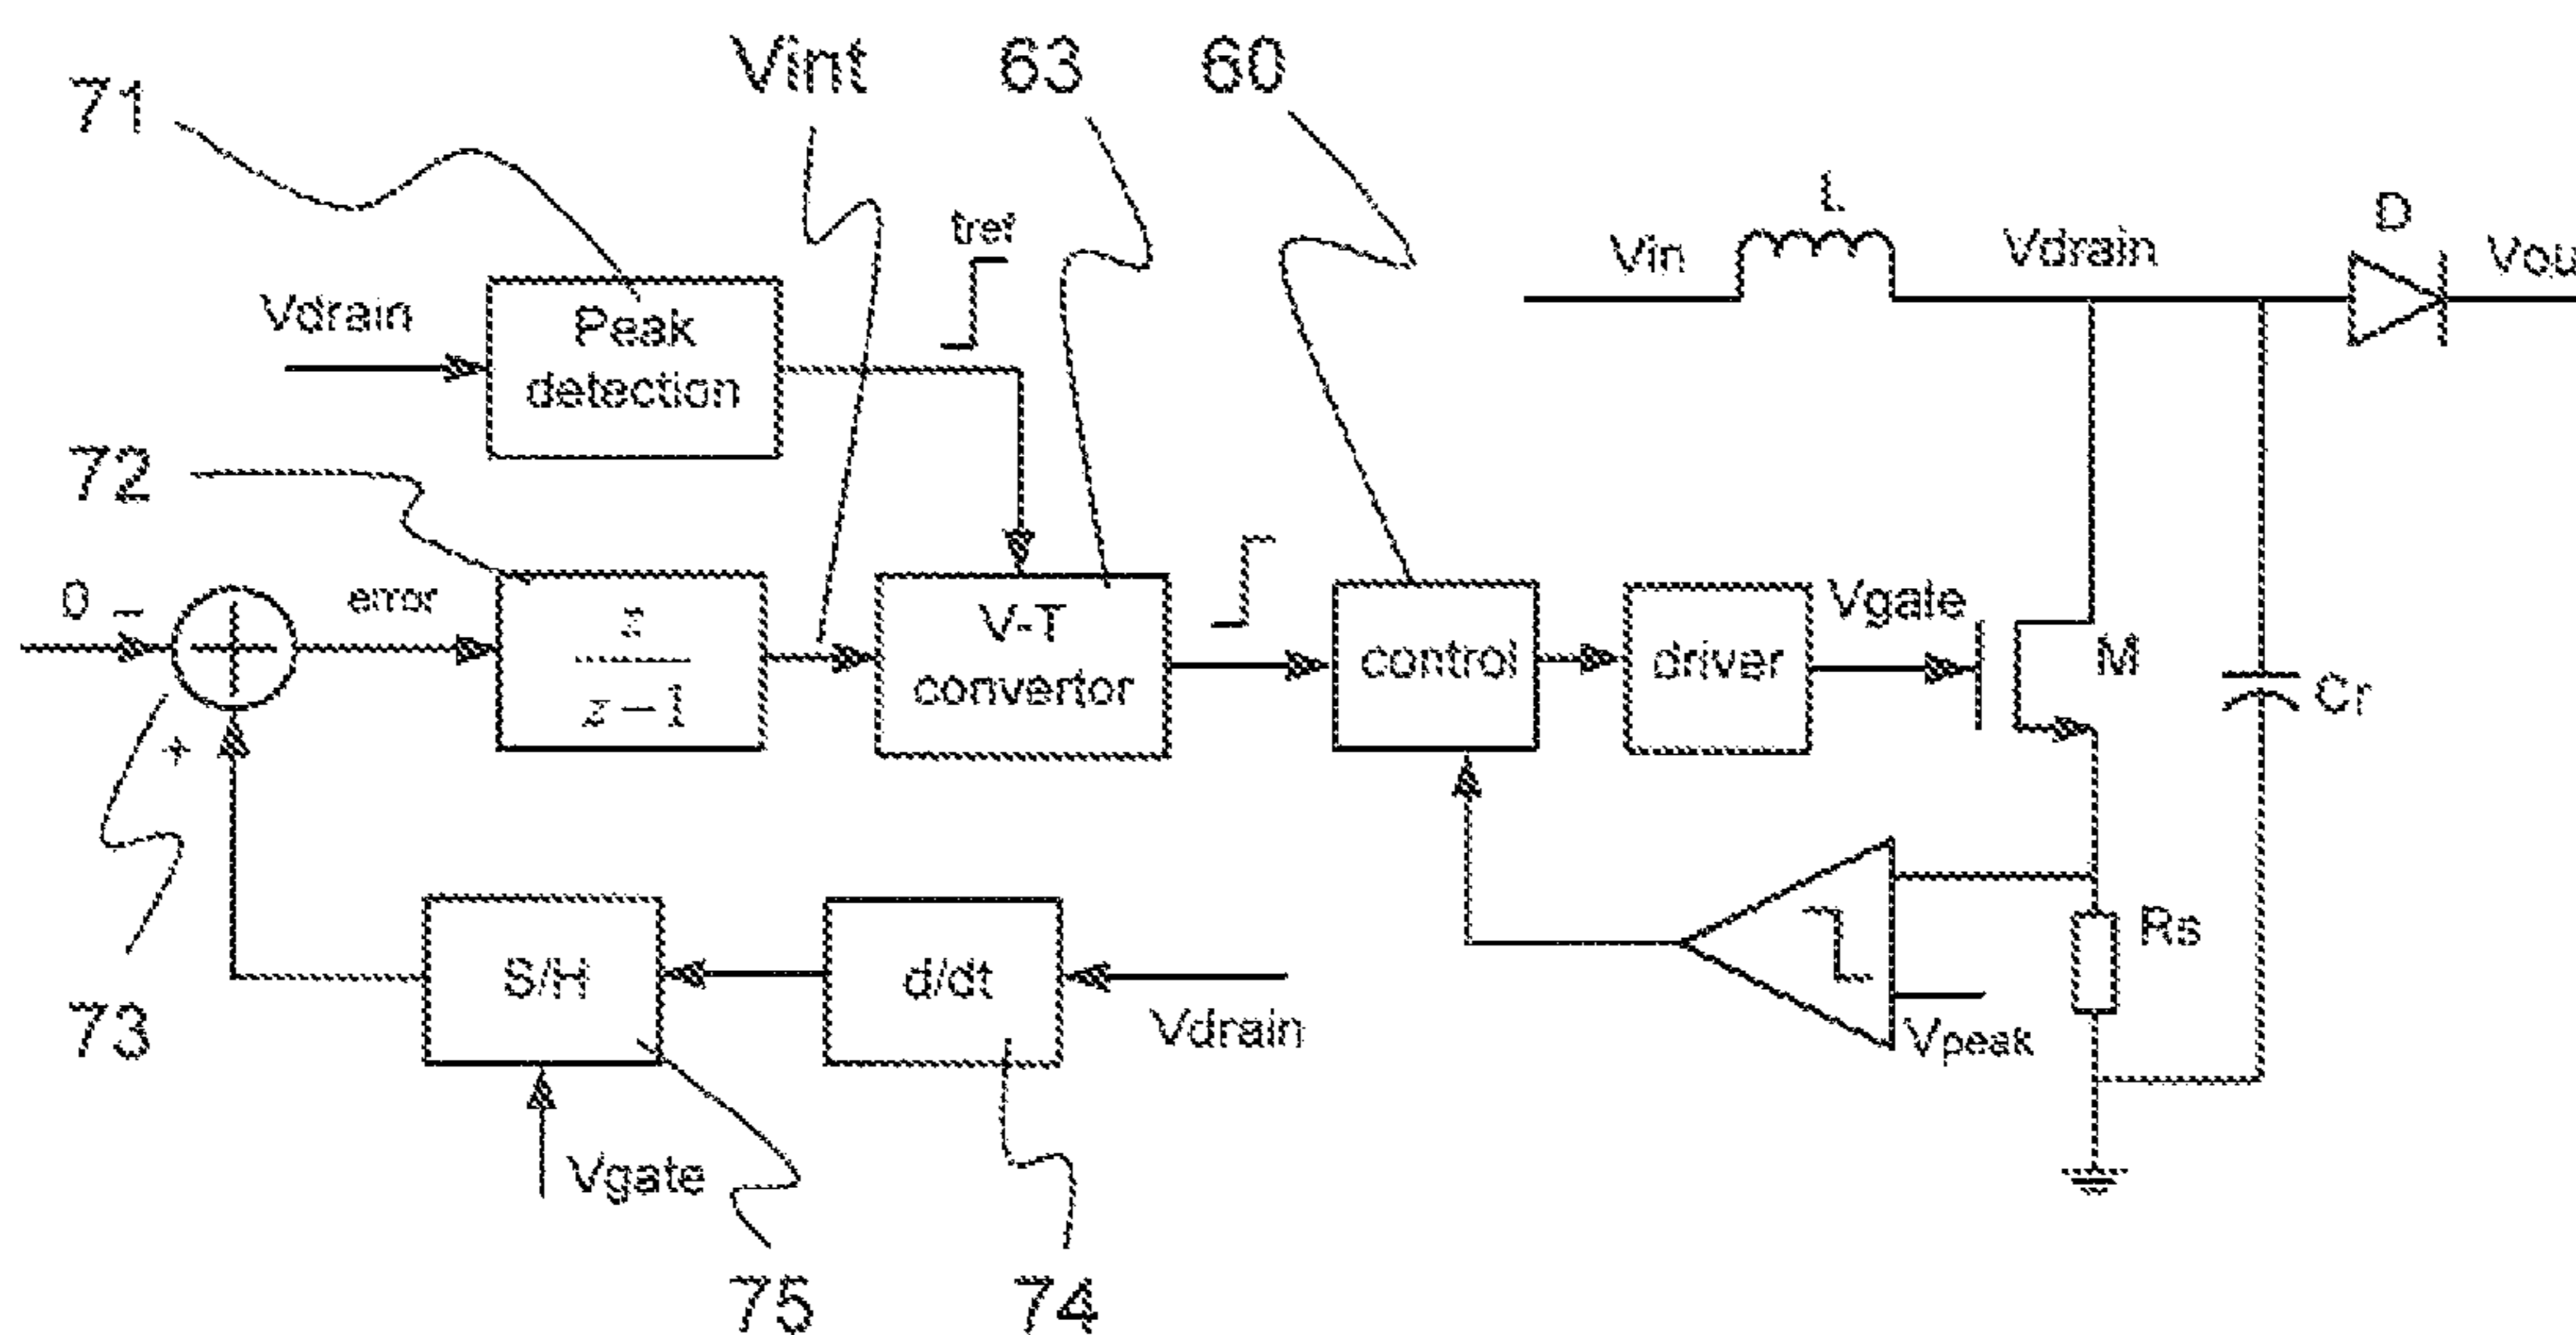 71
Vint
63
60
tref
L
D
Vin
Vdrain
Vou
Vdrain
Peak
detection
72
0
−
error
z
z−1
V-T
convertor
control
driver
Vgate
M
Cr
+
73
S/H
d/dt
Vdrain
Vgate
Vpeak
Rs
75
74